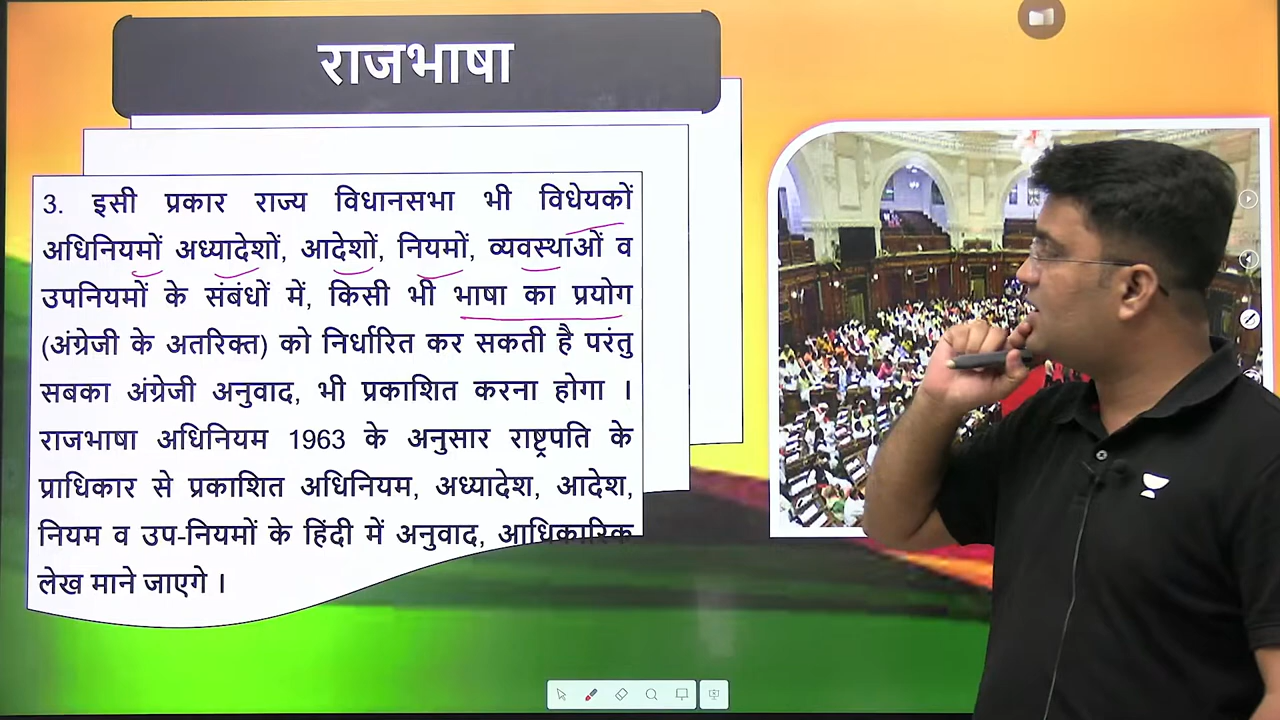 राजभाषा
3. इसी प्रकार राज्य विधानसभा भी विधेयकों
अधिनियमों अध्यादेशों, आदेशों, नियमों, व्यवस्थाओं व
उपनियमों के संबंधों में, किसी भी भाषा का प्रयोग
(अंग्रेजी के अतरिक्त) को निर्धारित कर सकती है परंतु
सबका अंग्रेजी अनुवाद, भी प्रकाशित करना होगा ।
राजभाषा अधिनियम 1963 के अनुसार राष्ट्रपति के
प्राधिकार से प्रकाशित अधिनियम, अध्यादेश, आदेश,
नियम व उप-नियमों के हिंदी में अनुवाद, आधिकारिक
लेख माने जाएगे ।